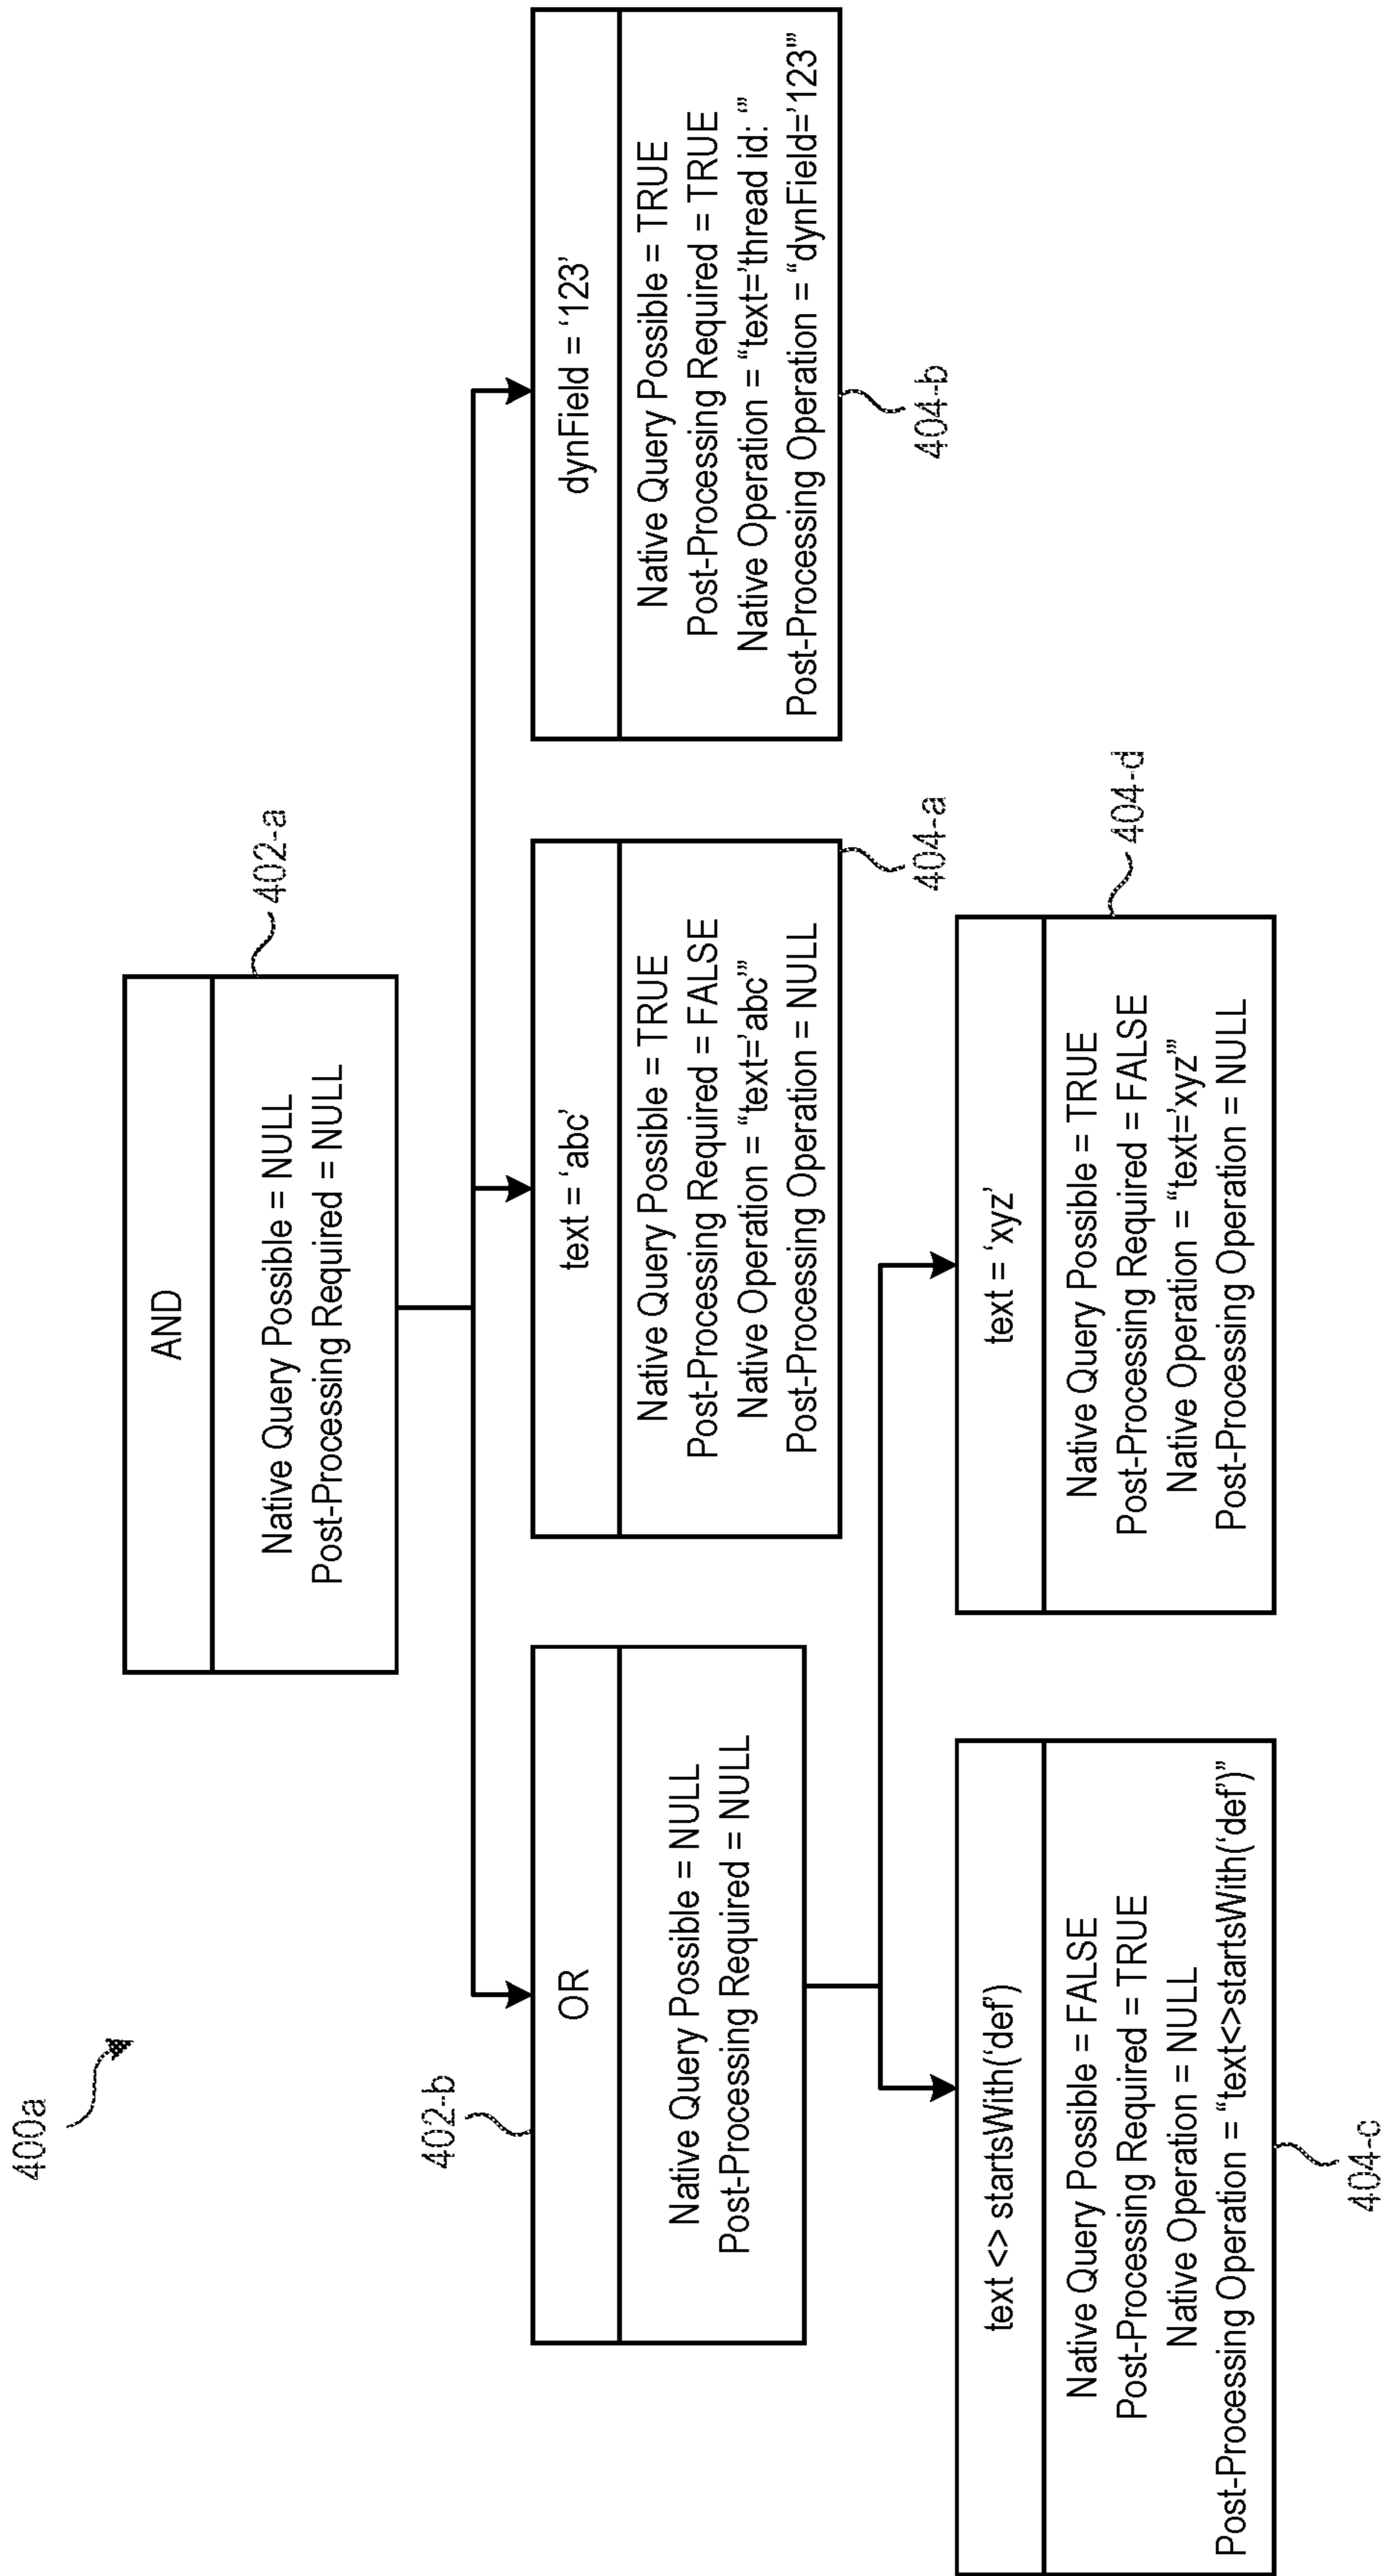 400a
AND
Native Query Possible = NULL
Post-Processing Required = NULL
402-a
402-b
OR
Native Query Possible = NULL
Post-Processing Required = NULL
text = ‘abc’
Native Query Possible = TRUE
Post-Processing Required = FALSE
Native Operation = “text=’abc’”
Post-Processing Operation = NULL
404-a
dynField = ‘123’
Native Query Possible = TRUE
Post-Processing Required = TRUE
Native Operation = “text=’thread id: ‘”
Post-Processing Operation = “dynField=’123’”
404-b
text <> startsWith(‘def’)
Native Query Possible = FALSE
Post-Processing Required = TRUE
Native Operation = NULL
Post-Processing Operation = “text<>startsWith(‘def’)”
404-c
text = ‘xyz’
Native Query Possible = TRUE
Post-Processing Required = FALSE
Native Operation = “text=’xyz’”
Post-Processing Operation = NULL
404-d